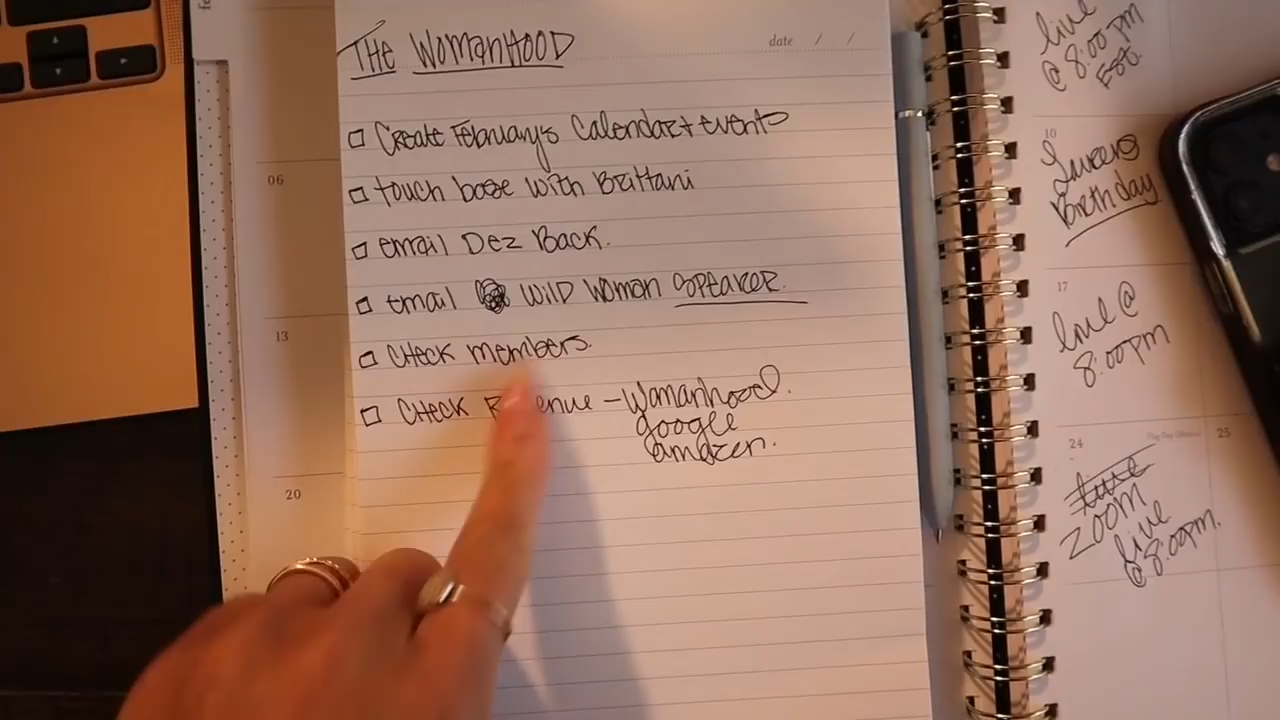 THE WOMANHOOD
date / /
Create February's Calendar + events
touch base with Brittani
email Dez Back.
email WILD Woman SPEAKER.
CHECK members.
CHECK Revenue - Womanhood.
google
amazon.
06
13
20
live
@ 8:00 pm
Est.
10
Birthday
17
live @
8:00pm
24
25
zoom
live
@ 8:00pm.